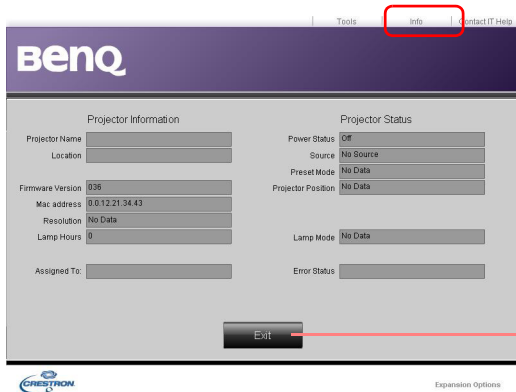 Tools Info Contact IT Help
BenQ
Projector Information
Projector Name
Location
Firmware Version 036
Mac address 0.0.12.21.34.43
Resolution No Data
Lamp Hours 0
Assigned To:
Projector Status
Power Status Off
Source No Source
Preset Mode No Data
Projector Position No Data
Lamp Mode No Data
Error Status
Exit
CRESTRON
Expansion Options